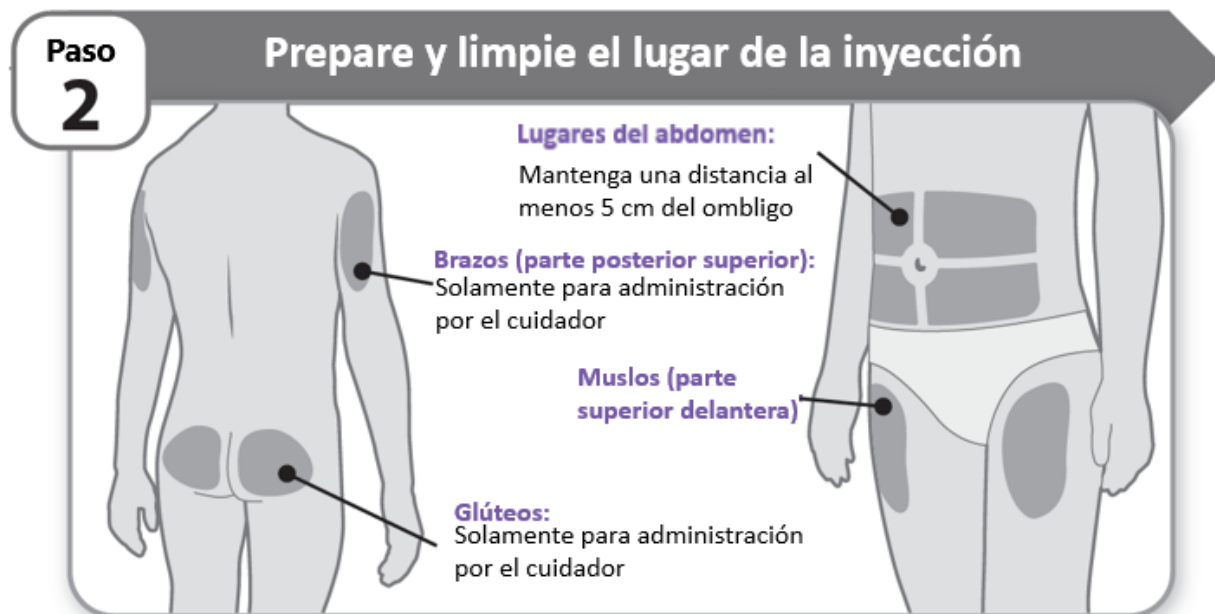 Paso
2
Prepare y limpie el lugar de la inyección
Lugares del abdomen:
Mantenga una distancia al
menos 5 cm del ombligo
Brazos (parte posterior superior):
Solamente para administración
por el cuidador
Muslos (parte
superior delantera)
Glúteos:
Solamente para administración
por el cuidador